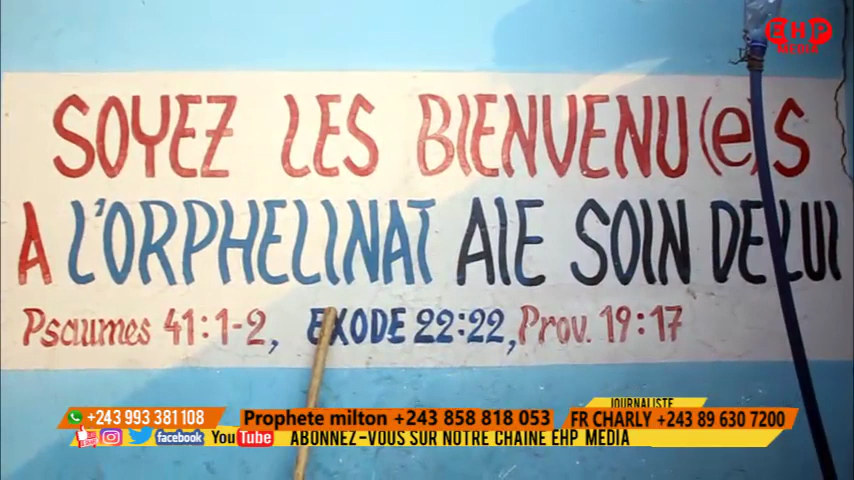 EHP
MEDIA
SOYEZ LES BIENVENU(e)S
A L'ORPHELINAT AIE SOIN DE LUI
Psaumes 41:1-2, EXODE 22:22, Prov. 19:17
JOURNALISTE
+243 993 381 108 Prophete milton +243 858 818 053 FR CHARLY +243 89 630 7200
facebook YouTube ABONNEZ-VOUS SUR NOTRE CHAINE EHP MEDIA